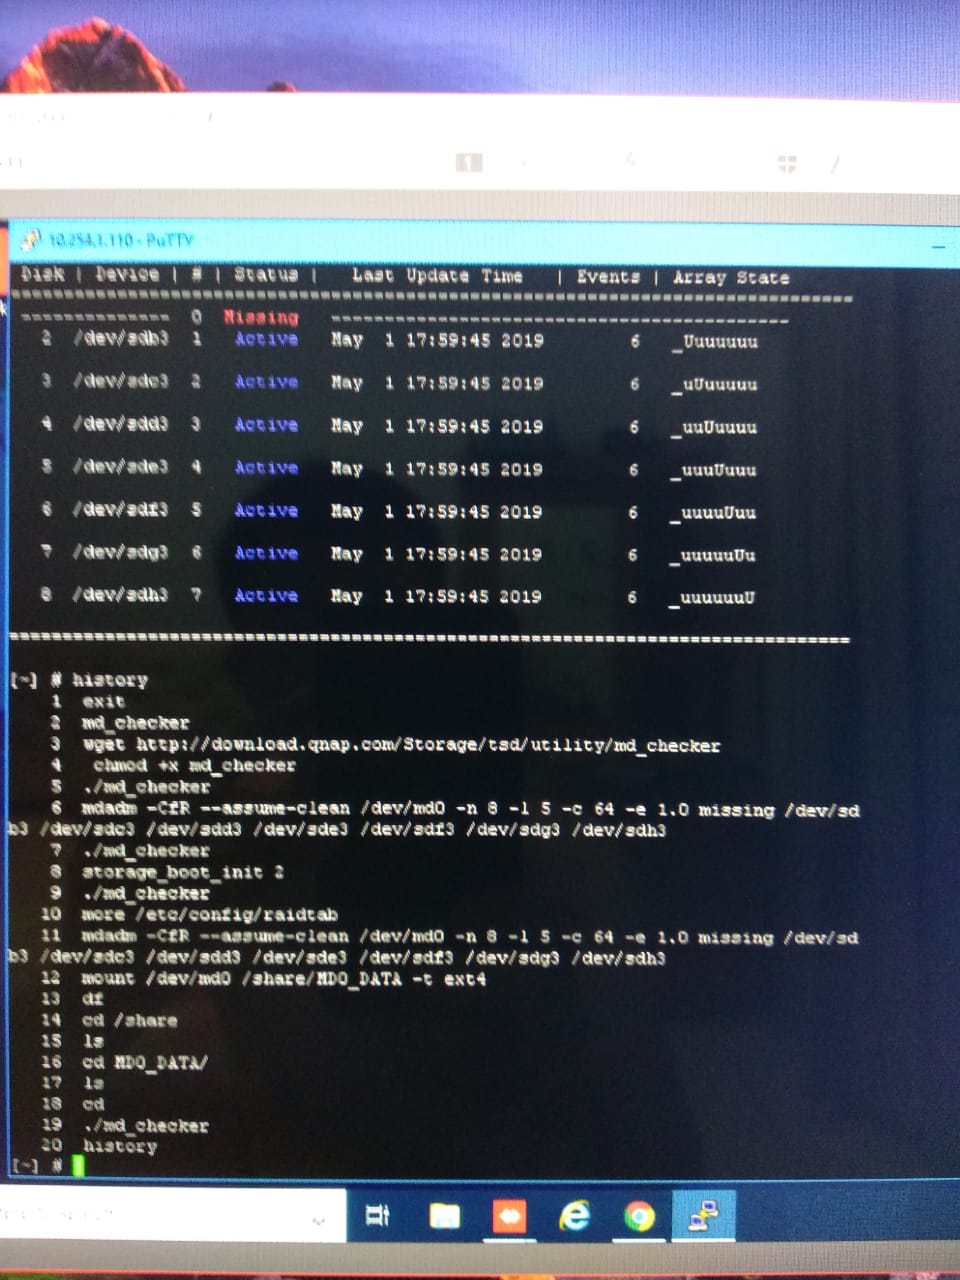 10.254.1.110 - PuTTY
Disk | Device | # | Status | Last Update Time | Events | Array State
===============================================================================
-------------- 0 Missing -------------------------------------------
2 /dev/sdb3 1 Active May 1 17:59:45 2019 6 _Uuuuuuu
3 /dev/sdc3 2 Active May 1 17:59:45 2019 6 _uUuuuuu
4 /dev/sdd3 3 Active May 1 17:59:45 2019 6 _uuUuuuu
5 /dev/sde3 4 Active May 1 17:59:45 2019 6 _uuuUuuu
6 /dev/sdf3 5 Active May 1 17:59:45 2019 6 _uuuuUuu
7 /dev/sdg3 6 Active May 1 17:59:45 2019 6 _uuuuuUu
8 /dev/sdh3 7 Active May 1 17:59:45 2019 6 _uuuuuuU
===============================================================================
[~] # history
1 exit
2 md_checker
3 wget http://download.qnap.com/Storage/tsd/utility/md_checker
4 chmod +x md_checker
5 ./md_checker
6 mdadm -CfR --assume-clean /dev/md0 -n 8 -l 5 -c 64 -e 1.0 missing /dev/sd
b3 /dev/sdc3 /dev/sdd3 /dev/sde3 /dev/sdf3 /dev/sdg3 /dev/sdh3
7 ./md_checker
8 storage_boot_init 2
9 ./md_checker
10 more /etc/config/raidtab
11 mdadm -CfR --assume-clean /dev/md0 -n 8 -l 5 -c 64 -e 1.0 missing /dev/sd
b3 /dev/sdc3 /dev/sdd3 /dev/sde3 /dev/sdf3 /dev/sdg3 /dev/sdh3
12 mount /dev/md0 /share/MD0_DATA -t ext4
13 df
14 cd /share
15 ls
16 cd MD0_DATA/
17 ls
18 cd
19 ./md_checker
20 history
[~] #